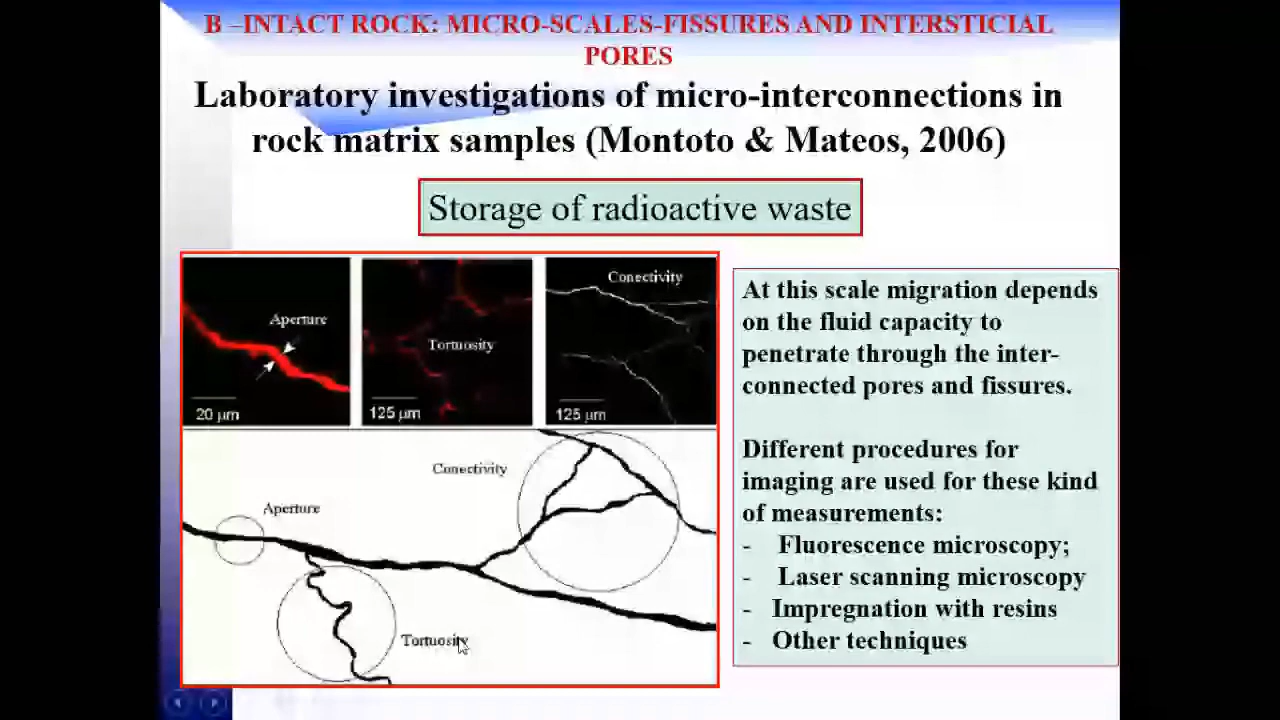 B –INTACT ROCK: MICRO-SCALES-FISSURES AND INTERSTICIAL
PORES
Laboratory investigations of micro-interconnections in
rock matrix samples (Montoto & Mateos, 2006)
Storage of radioactive waste
Aperture
20 µm
Tortuosity
125 µm
Conectivity
125 µm
Conectivity
Aperture
Tortuosity
At this scale migration depends
on the fluid capacity to
penetrate through the inter-
connected pores and fissures.
Different procedures for
imaging are used for these kind
of measurements:
- Fluorescence microscopy;
- Laser scanning microscopy
- Impregnation with resins
- Other techniques